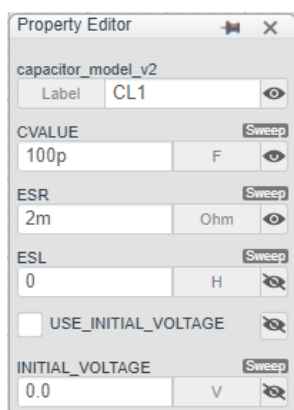 Property Editor
capacitor_model_v2
Label CL1
CVALUE Sweep
100p F
ESR Sweep
2m Ohm
ESL Sweep
0 H
USE_INITIAL_VOLTAGE
INITIAL_VOLTAGE Sweep
0.0 V